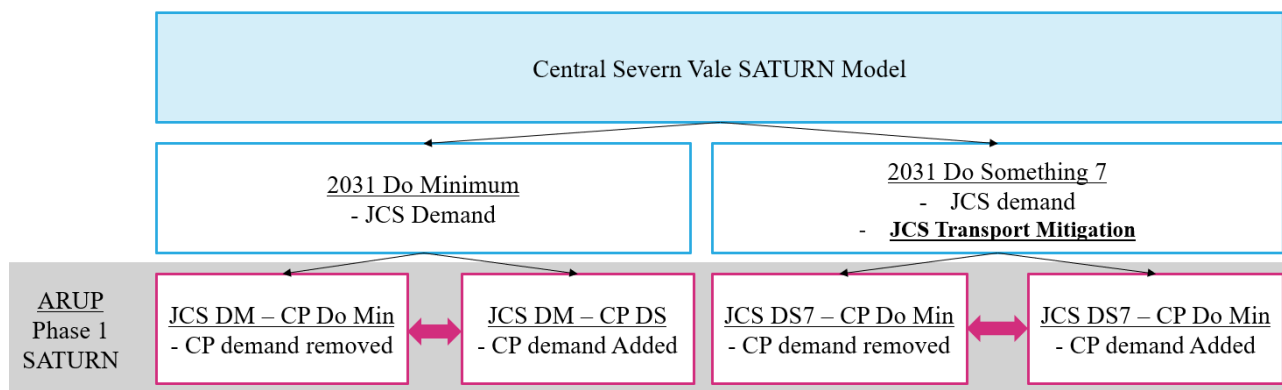 Central Severn Vale SATURN Model
2031 Do Minimum
- JCS Demand
2031 Do Something 7
- JCS demand
- JCS Transport Mitigation
ARUP
Phase 1
SATURN
JCS DM – CP Do Min
- CP demand removed
JCS DM – CP DS
- CP demand Added
JCS DS7 – CP Do Min
- CP demand removed
JCS DS7 – CP Do Min
- CP demand Added